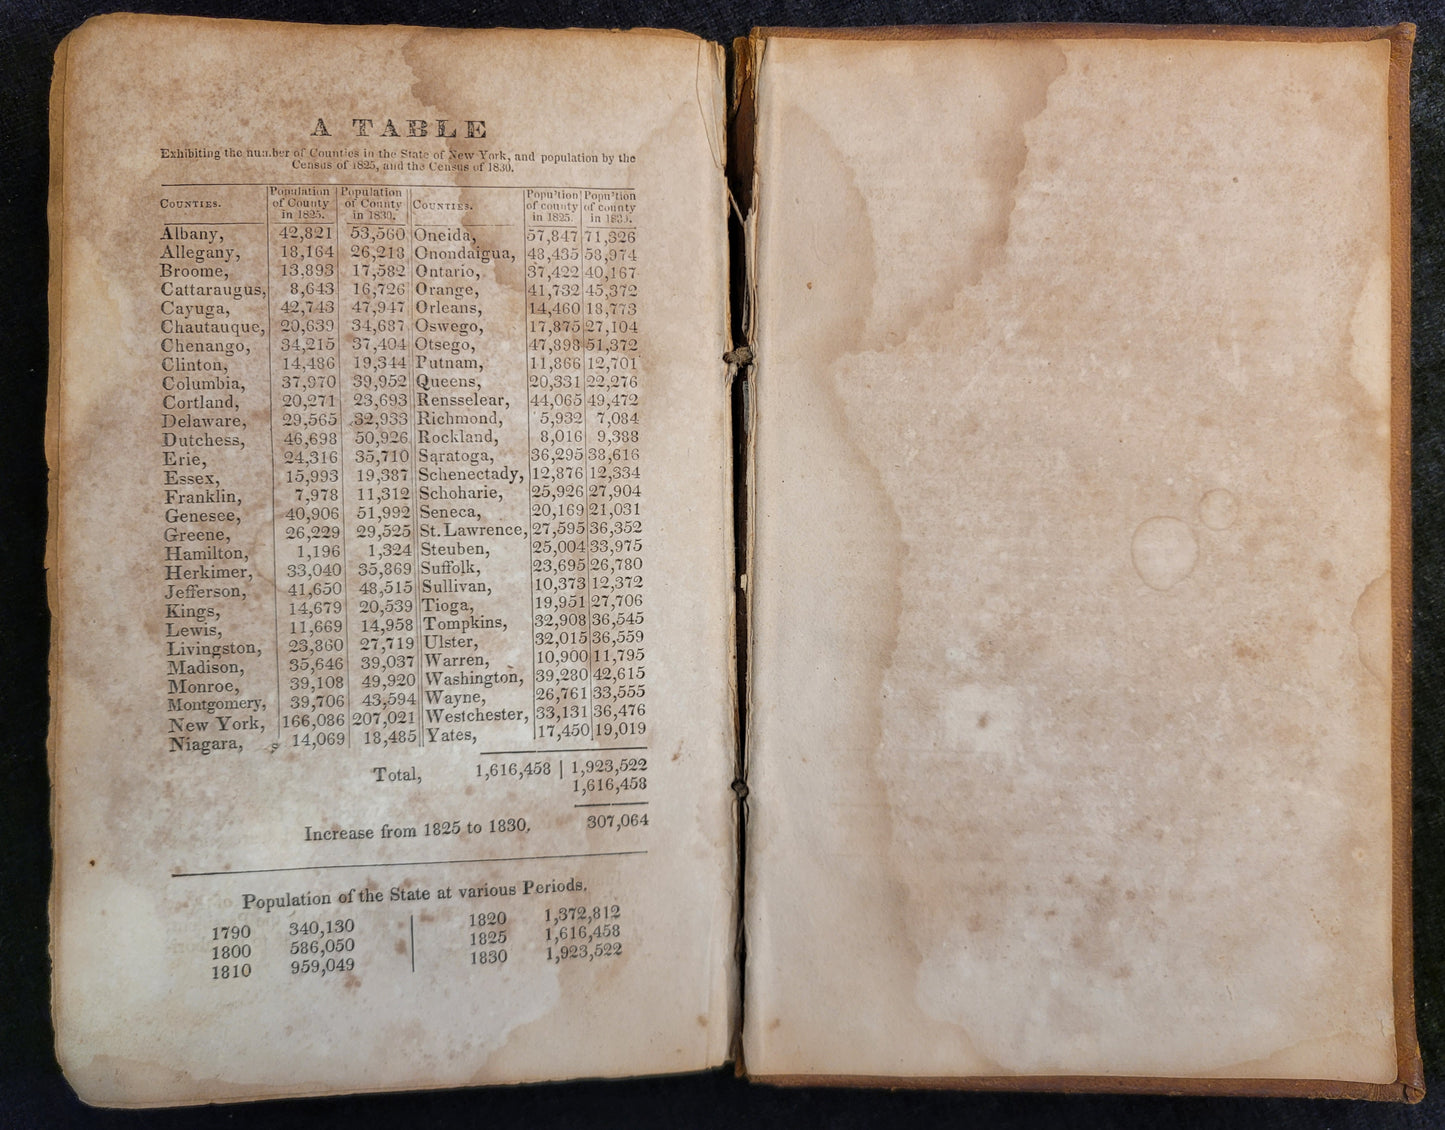 A TABLE
Exhibiting the number of Counties in the State of New York, and population by the
Census of 1825, and the Census of 1830.
COUNTIES. Population of County in 1825. Population of County in 1830. COUNTIES. Popu'tion of county in 1825. Popu'tion of county in 1830.
Albany, 42,821 53,560 Oneida, 57,847 71,326
Allegany, 18,164 26,218 Onondaigua, 48,435 58,974
Broome, 13,893 17,582 Ontario, 37,422 40,167
Cattaraugus, 8,643 16,726 Orange, 41,732 45,372
Cayuga, 42,743 47,947 Orleans, 14,460 18,773
Chautauque, 20,639 34,687 Oswego, 17,875 27,104
Chenango, 34,215 37,404 Otsego, 47,898 51,372
Clinton, 14,486 19,344 Putnam, 11,866 12,701
Columbia, 37,970 39,952 Queens, 20,331 22,276
Cortland, 20,271 23,693 Rensselear, 44,065 49,472
Delaware, 29,565 32,933 Richmond, 5,932 7,084
Dutchess, 46,698 50,926 Rockland, 8,016 9,388
Erie, 24,316 35,710 Saratoga, 36,295 38,616
Essex, 15,993 19,387 Schenectady, 12,876 12,334
Franklin, 7,978 11,312 Schoharie, 25,926 27,904
Genesee, 40,906 51,992 Seneca, 20,169 21,031
Greene, 26,229 29,525 St. Lawrence, 27,595 36,352
Hamilton, 1,196 1,324 Steuben, 25,004 33,975
Herkimer, 33,040 35,869 Suffolk, 23,695 26,780
Jefferson, 41,650 48,515 Sullivan, 10,373 12,372
Kings, 14,679 20,539 Tioga, 19,951 27,706
Lewis, 11,669 14,958 Tompkins, 32,908 36,545
Livingston, 23,860 27,719 Ulster, 32,015 36,559
Madison, 35,646 39,037 Warren, 10,900 11,795
Monroe, 39,108 49,920 Washington, 39,280 42,615
Montgomery, 39,706 43,594 Wayne, 26,761 33,555
New York, 166,086 207,021 Westchester, 33,131 36,476
Niagara, 14,069 18,485 Yates, 17,450 19,019
Total, 1,616,458 | 1,923,522
1,616,458
Increase from 1825 to 1830, 307,064
Population of the State at various Periods.
1790 340,130 1820 1,372,812
1800 586,050 1825 1,616,458
1810 959,049 1830 1,923,522